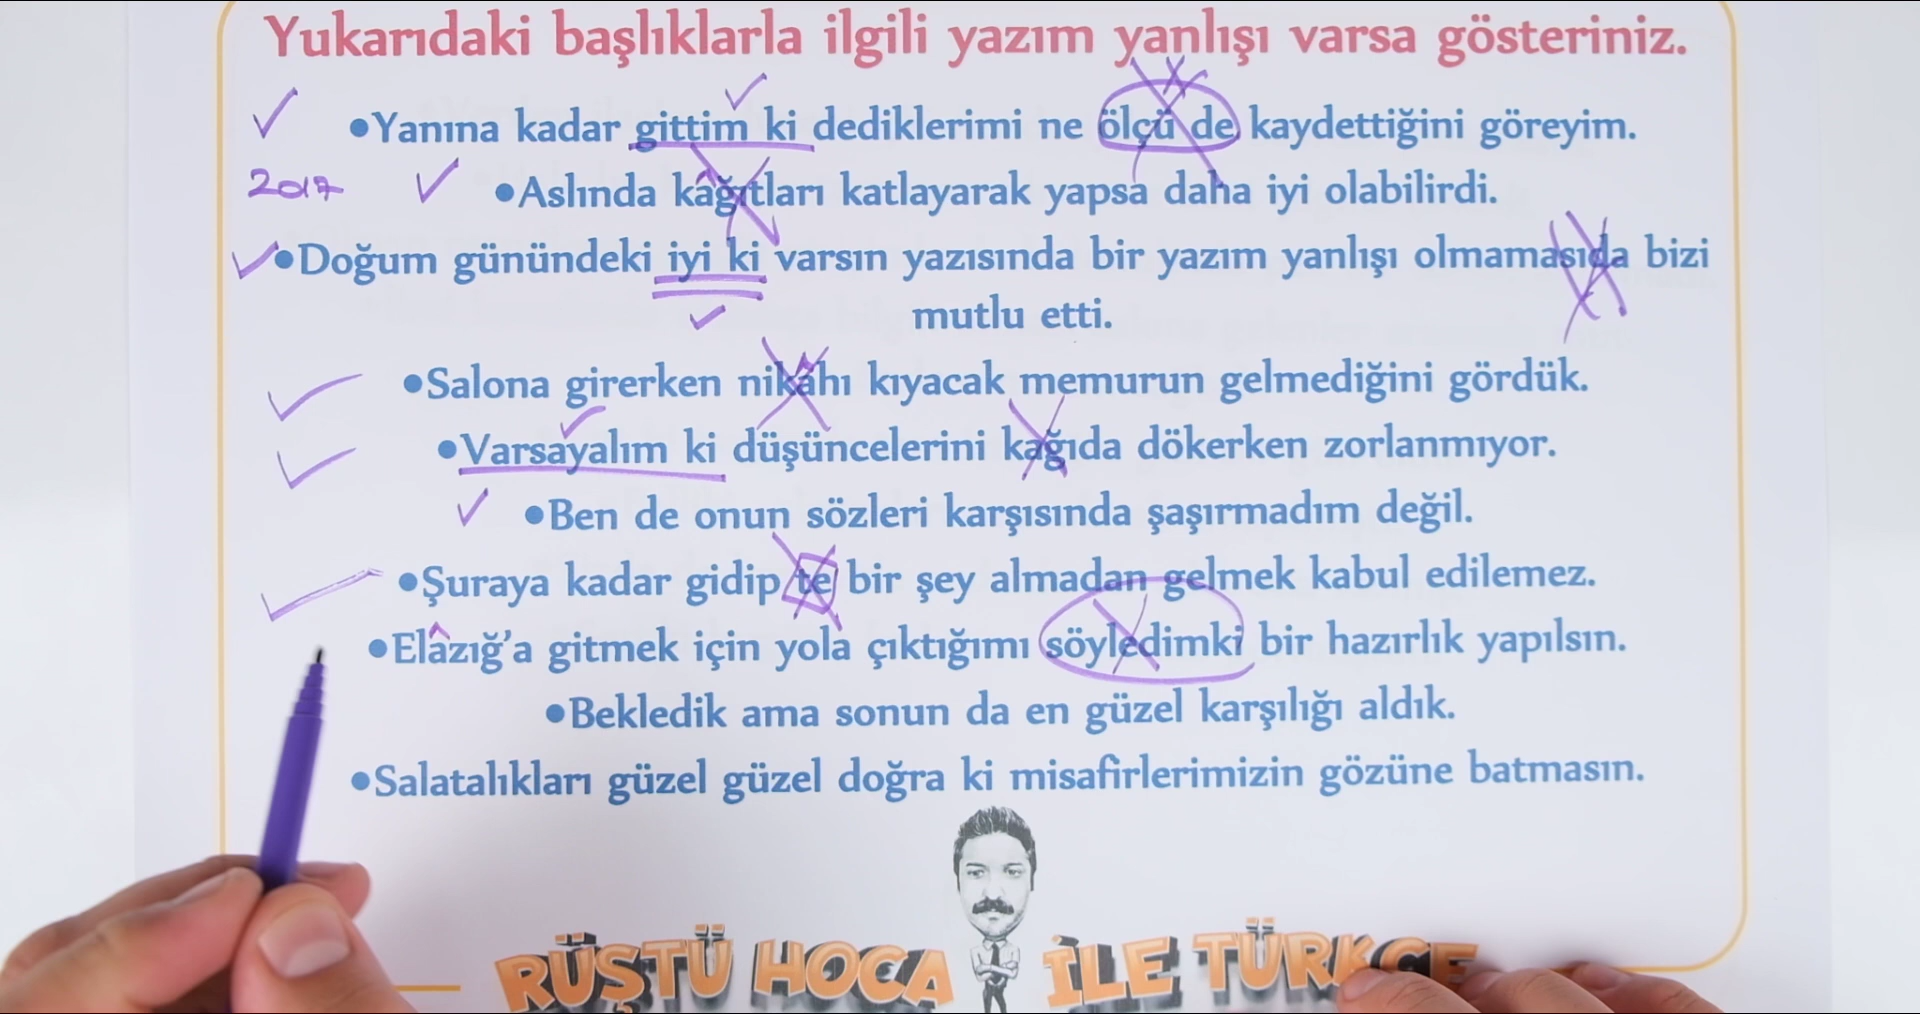 Yukarıdaki başlıklarla ilgili yazım yanlışı varsa gösteriniz.
•Yanına kadar gittim ki dediklerimi ne ölçü de kaydettiğini göreyim.
2017 •Aslında kağıtları katlayarak yapsa daha iyi olabilirdi.
•Doğum günündeki iyi ki varsın yazısında bir yazım yanlışı olmamasıda bizi
mutlu etti.
•Salona girerken nikahı kıyacak memurun gelmediğini gördük.
•Varsayalım ki düşüncelerini kağıda dökerken zorlanmıyor.
•Ben de onun sözleri karşısında şaşırmadım değil.
•Şuraya kadar gidip te bir şey almadan gelmek kabul edilemez.
•Elâzığ'a gitmek için yola çıktığımı söyledimki bir hazırlık yapılsın.
•Bekledik ama sonun da en güzel karşılığı aldık.
•Salatalıkları güzel güzel doğra ki misafirlerimizin gözüne batmasın.
RÜŞTÜ HOCA İLE TÜRKÇE